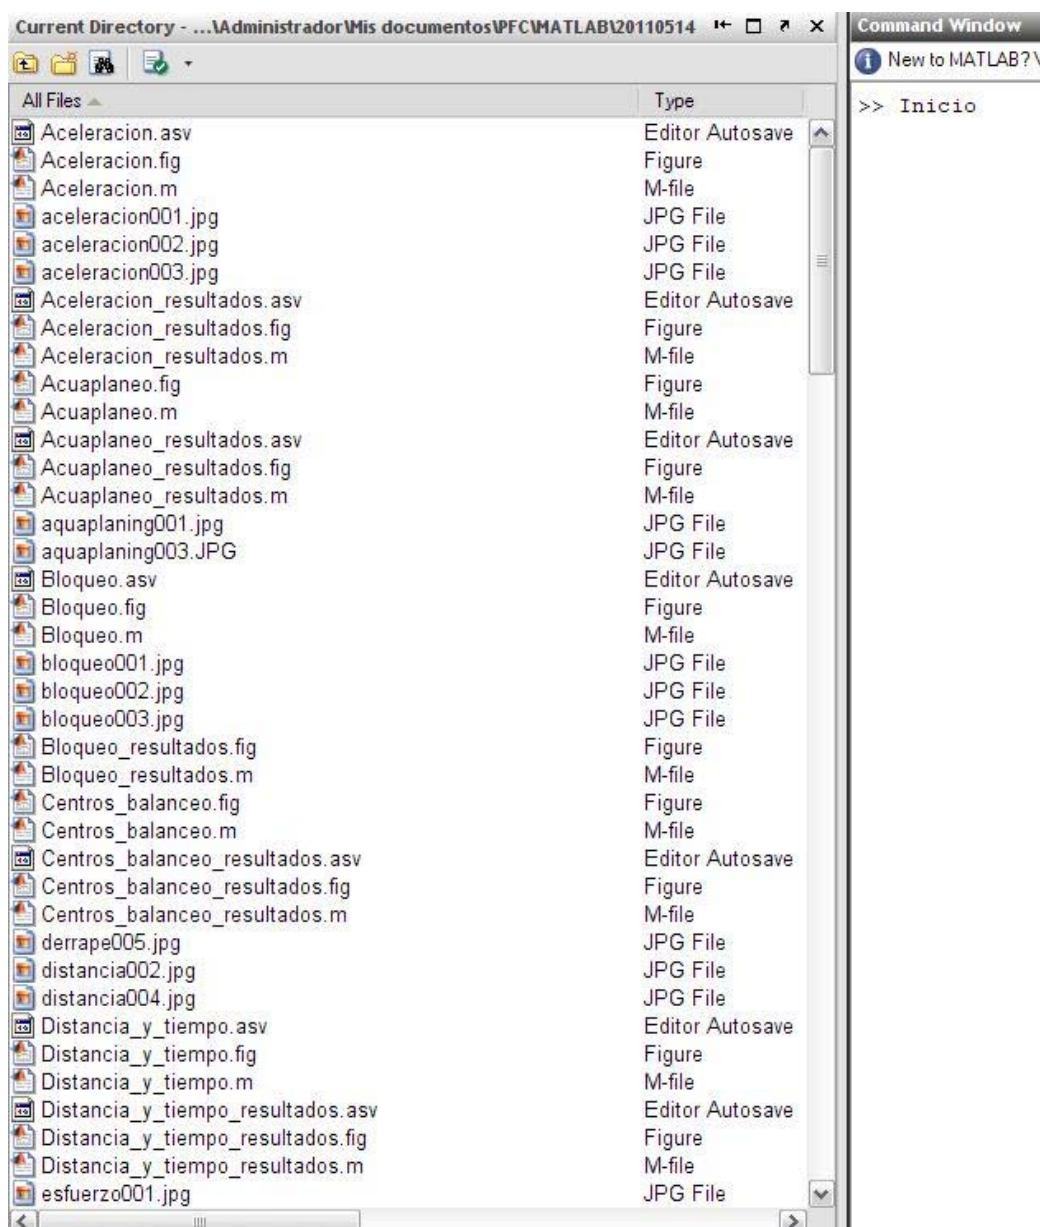 Current Directory - ...\Administrador\Mis documentos\PFC\MATLAB\20110514
All Files Type
Aceleracion.asv Editor Autosave
Aceleracion.fig Figure
Aceleracion.m M-file
aceleracion001.jpg JPG File
aceleracion002.jpg JPG File
aceleracion003.jpg JPG File
Aceleracion_resultados.asv Editor Autosave
Aceleracion_resultados.fig Figure
Aceleracion_resultados.m M-file
Acuaplaneo.fig Figure
Acuaplaneo.m M-file
Acuaplaneo_resultados.asv Editor Autosave
Acuaplaneo_resultados.fig Figure
Acuaplaneo_resultados.m M-file
aquaplaning001.jpg JPG File
aquaplaning003.JPG JPG File
Bloqueo.asv Editor Autosave
Bloqueo.fig Figure
Bloqueo.m M-file
bloqueo001.jpg JPG File
bloqueo002.jpg JPG File
bloqueo003.jpg JPG File
Bloqueo_resultados.fig Figure
Bloqueo_resultados.m M-file
Centros_balanceo.fig Figure
Centros_balanceo.m M-file
Centros_balanceo_resultados.asv Editor Autosave
Centros_balanceo_resultados.fig Figure
Centros_balanceo_resultados.m M-file
derrape005.jpg JPG File
distancia002.jpg JPG File
distancia004.jpg JPG File
Distancia_y_tiempo.asv Editor Autosave
Distancia_y_tiempo.fig Figure
Distancia_y_tiempo.m M-file
Distancia_y_tiempo_resultados.asv Editor Autosave
Distancia_y_tiempo_resultados.fig Figure
Distancia_y_tiempo_resultados.m M-file
esfuerzo001.jpg JPG File
Command Window
New to MATLAB?
>> Inicio